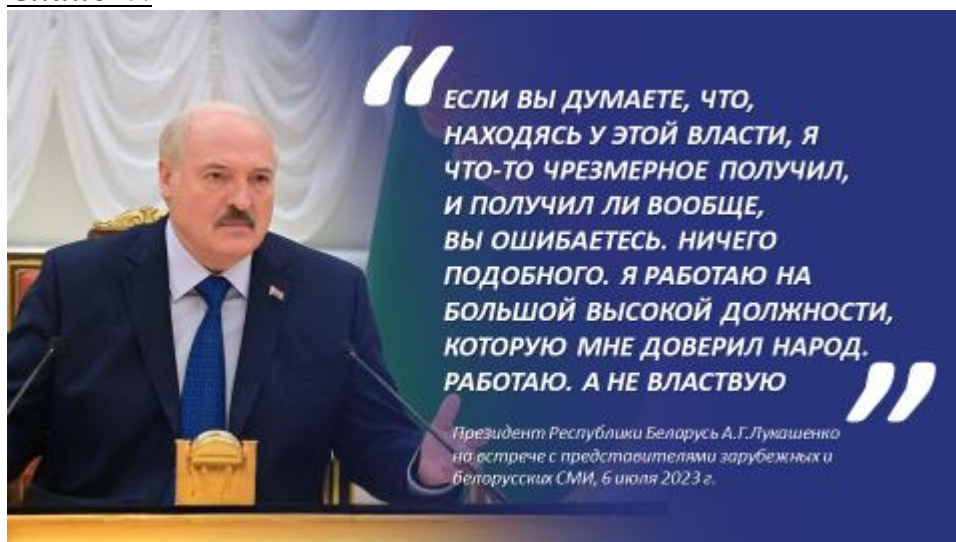 “
ЕСЛИ ВЫ ДУМАЕТЕ, ЧТО,
НАХОДЯСЬ У ЭТОЙ ВЛАСТИ, Я
ЧТО-ТО ЧРЕЗМЕРНОЕ ПОЛУЧИЛ,
И ПОЛУЧИЛ ЛИ ВООБЩЕ,
ВЫ ОШИБАЕТЕСЬ. НИЧЕГО
ПОДОБНОГО. Я РАБОТАЮ НА
БОЛЬШОЙ ВЫСОКОЙ ДОЛЖНОСТИ,
КОТОРУЮ МНЕ ДОВЕРИЛ НАРОД.
РАБОТАЮ. А НЕ ВЛАСТВУЮ
”
Президент Республики Беларусь А.Г.Лукашенко
на встрече с представителями зарубежных и
белорусских СМИ, 6 июля 2023 г.